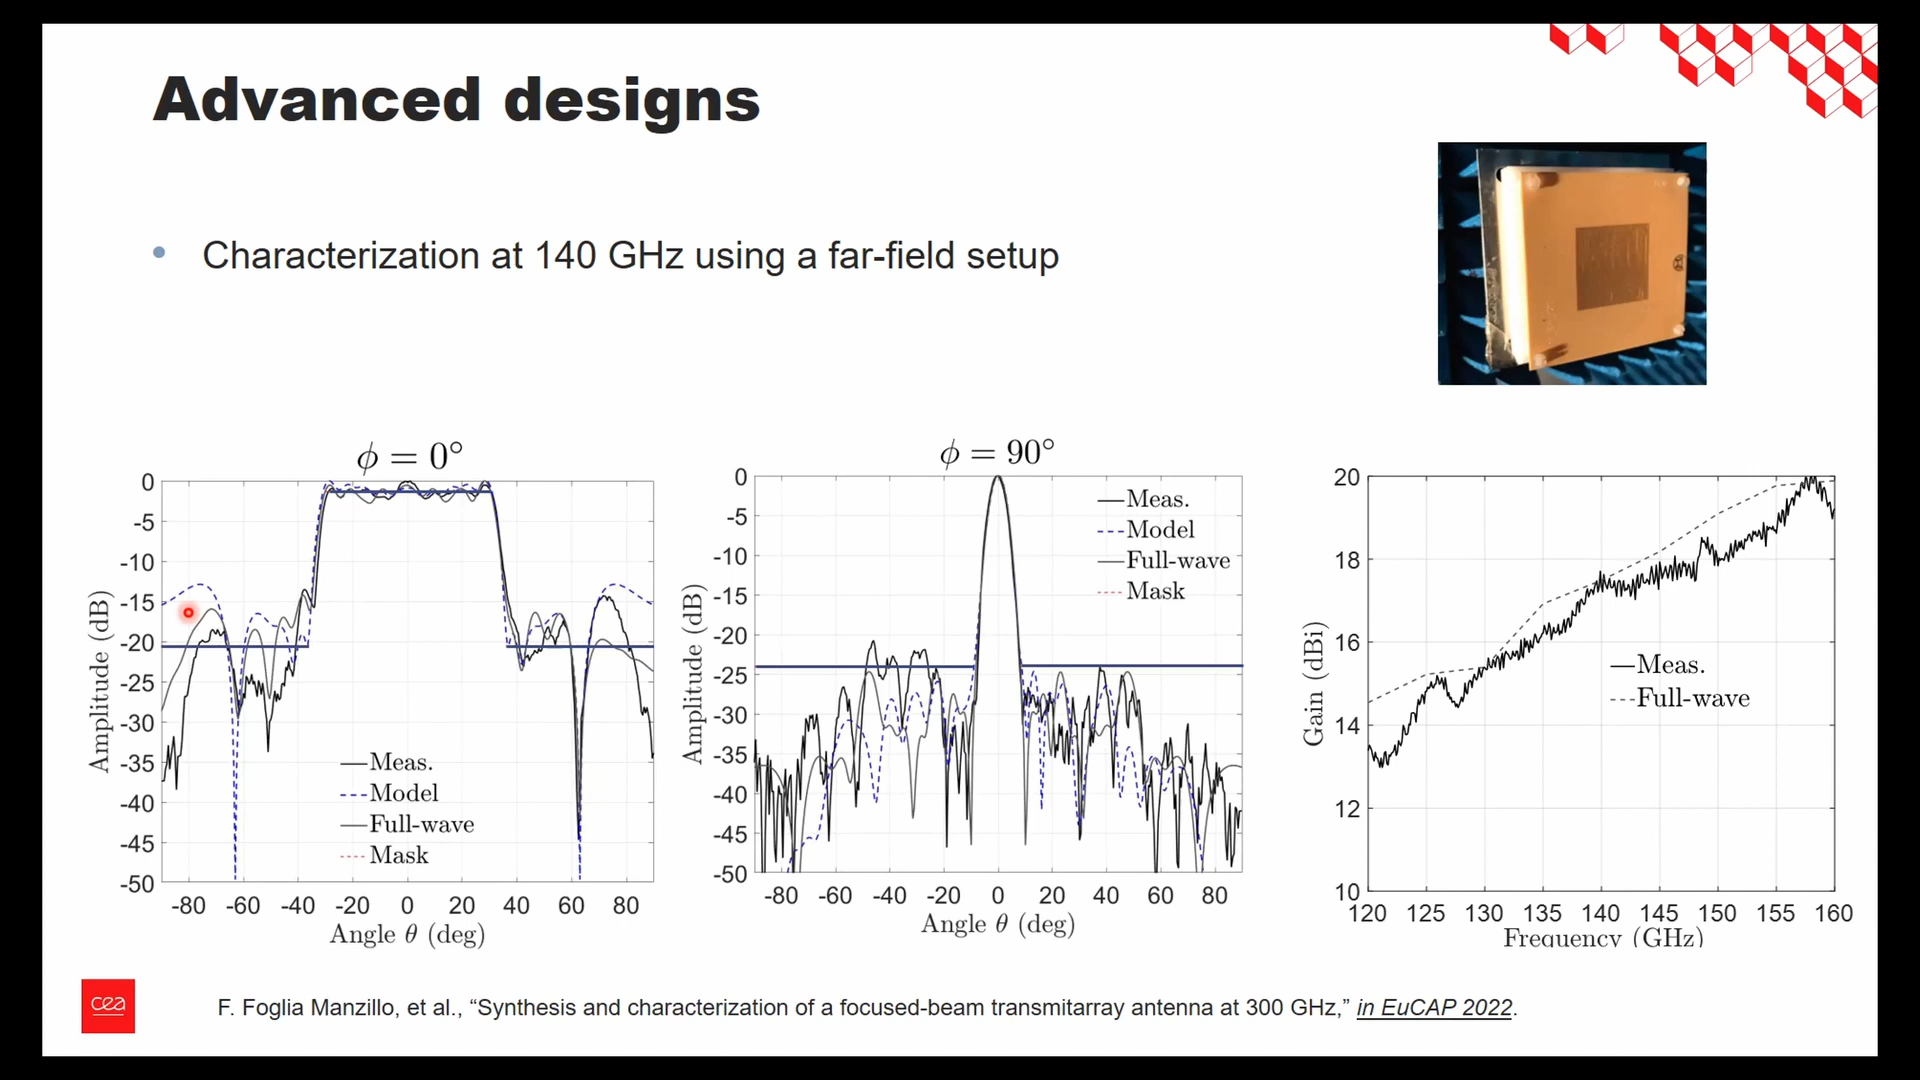 Advanced designs
Characterization at 140 GHz using a far-field setup
ϕ = 0°
0
-5
-10
-15
-20
-25
-30
-35
-40
-45
-50
Amplitude (dB)
Meas.
Model
Full-wave
Mask
-80 -60 -40 -20 0 20 40 60 80
Angle θ (deg)
ϕ = 90°
0
-5
-10
-15
-20
-25
-30
-35
-40
-45
-50
Amplitude (dB)
Meas.
Model
Full-wave
Mask
-80 -60 -40 -20 0 20 40 60 80
Angle θ (deg)
20
18
16
14
12
10
Gain (dBi)
Meas.
Full-wave
120 125 130 135 140 145 150 155 160
Frequency (GHz)
cea
F. Foglia Manzillo, et al., “Synthesis and characterization of a focused-beam transmitarray antenna at 300 GHz,” in EuCAP 2022.